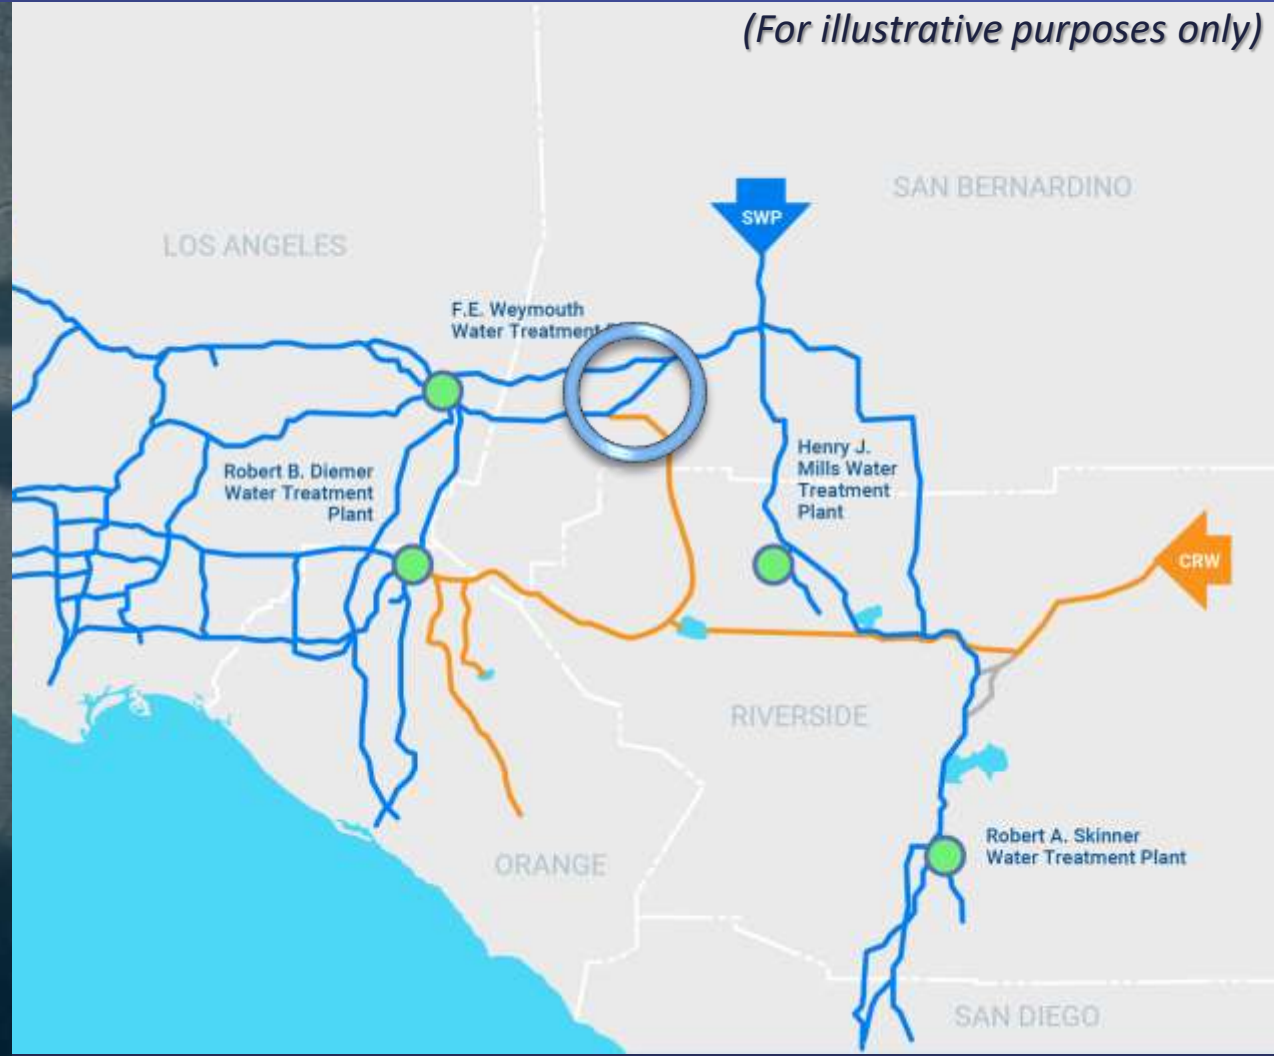 (For illustrative purposes only)
SAN BERNARDINO
SWP
LOS ANGELES
F.E. Weymouth
Water Treatment
Henry J.
Mills Water
Treatment
Plant
Robert B. Diemer
Water Treatment
Plant
CRW
RIVERSIDE
Robert A. Skinner
Water Treatment Plant
ORANGE
SAN DIEGO